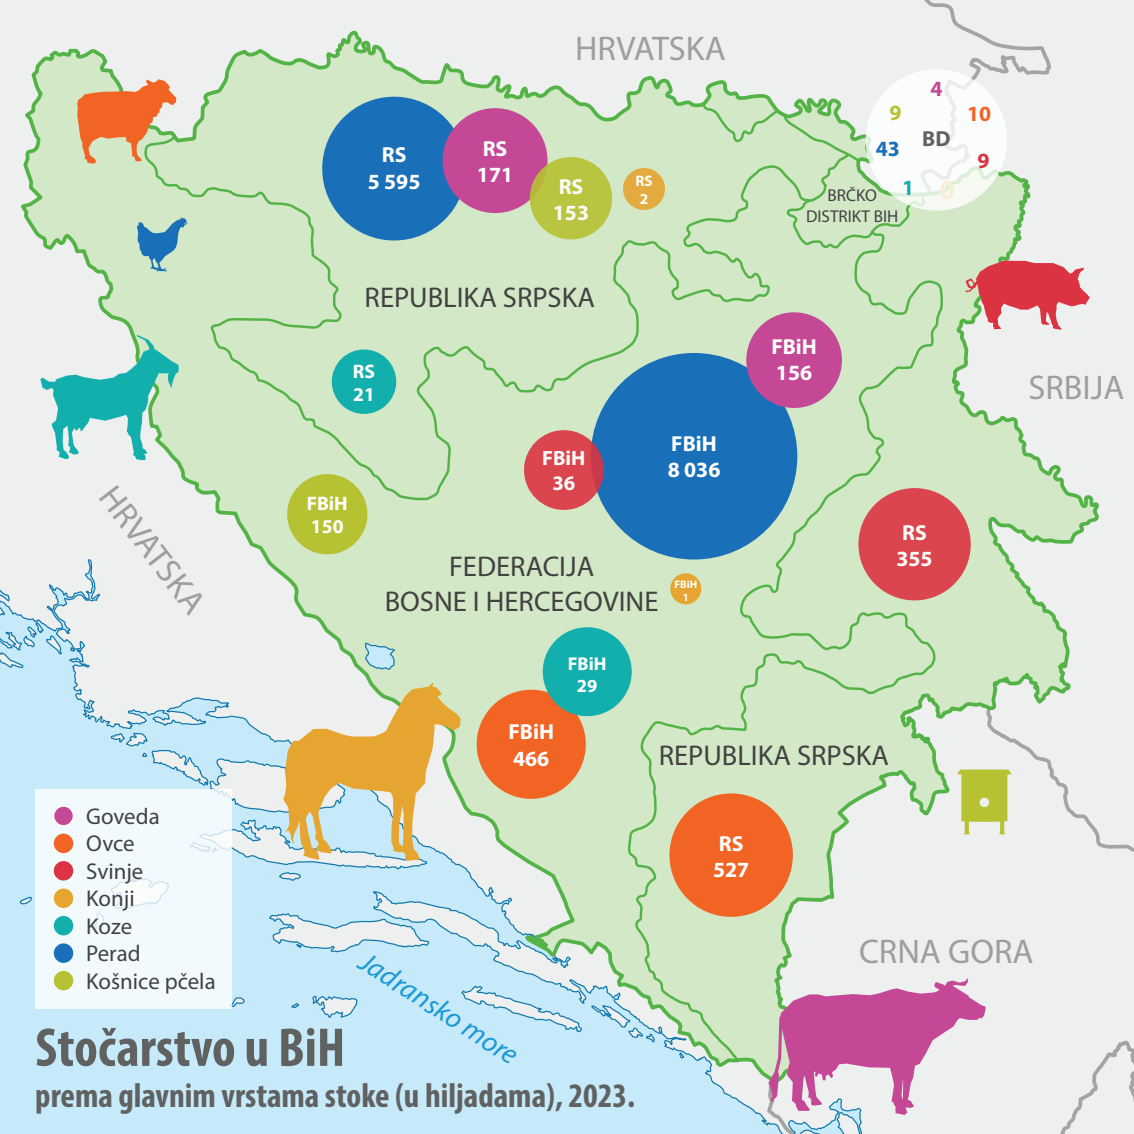 HRVATSKA
4
9
10
BD
43
9
1
0
RS
5 595
RS
171
RS
153
RS
2
BRČKO
DISTRIKT BIH
REPUBLIKA SRPSKA
FBiH
156
RS
21
SRBIJA
FBiH
8 036
FBiH
36
HRVATSKA
FBiH
150
RS
355
FEDERACIJA
BOSNE I HERCEGOVINE
FBiH
1
FBiH
29
FBiH
466
REPUBLIKA SRPSKA
RS
527
CRNA GORA
Goveda
Ovce
Svinje
Konji
Koze
Perad
Košnice pčela
Jadransko more
Stočarstvo u BiH
prema glavnim vrstama stoke (u hiljadama), 2023.